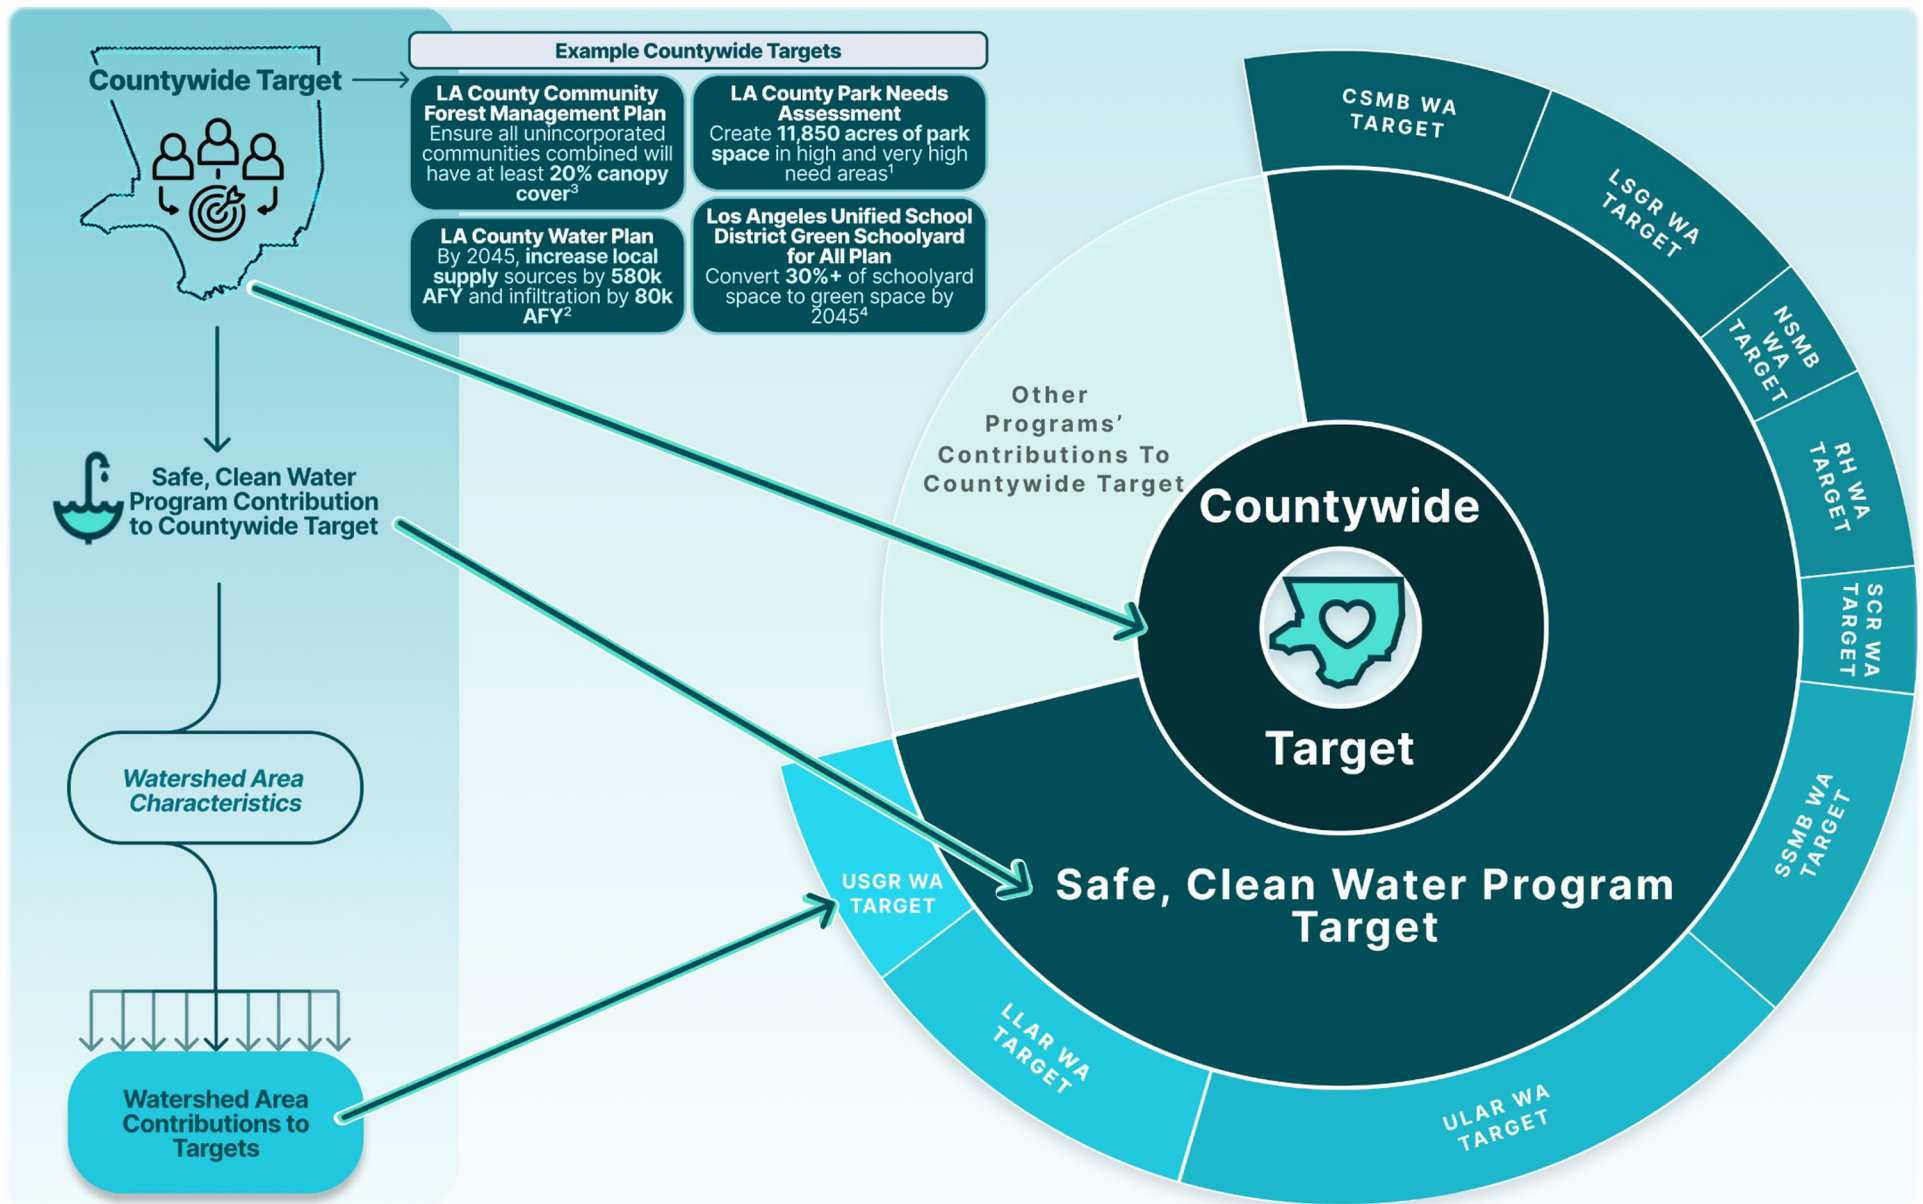 Countywide Target
Example Countywide Targets
LA County Community
Forest Management Plan
Ensure all unincorporated
communities combined will
have at least 20% canopy
cover³
LA County Park Needs
Assessment
Create 11,850 acres of park
space in high and very high
need areas¹
LA County Water Plan
By 2045, increase local
supply sources by 580k
AFY and infiltration by 80k
AFY²
Los Angeles Unified School
District Green Schoolyard
for All Plan
Convert 30%+ of schoolyard
space to green space by
2045⁴
Safe, Clean Water
Program Contribution
to Countywide Target
Watershed Area
Characteristics
Watershed Area
Contributions to
Targets
Other
Programs’
Contributions To
Countywide Target
Countywide
Target
Safe, Clean Water Program
Target
CSMB WA
TARGET
LSGR WA
TARGET
NSMB
WA
TARGET
RH WA
TARGET
SCR WA
TARGET
SSMB WA
TARGET
ULAR WA
TARGET
LLAR WA
TARGET
USGR WA
TARGET